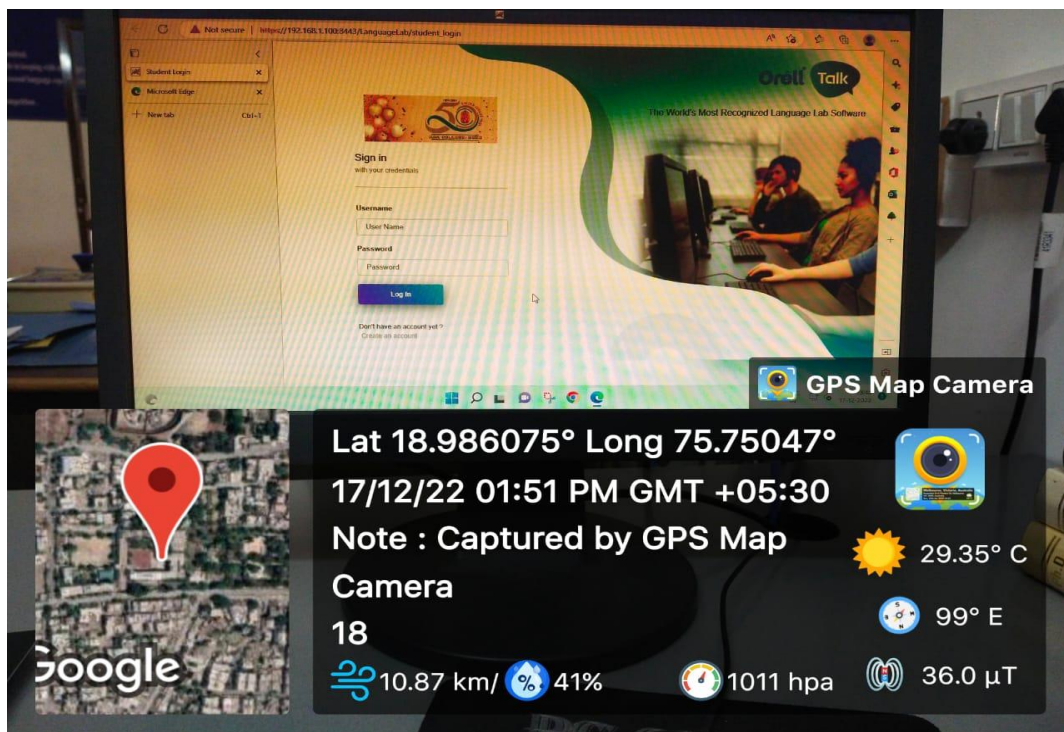 Not secure | https://192.168.1.100:8443/LanguageLab/student_login
Student Login
Microsoft Edge
New tab Ctrl+T
50
Orell Talk
The World's Most Recognized Language Lab Software
Sign in
with your credentials
Username
User Name
Password
Password
Log In
Don't have an account yet ?
Create an account
GPS Map Camera
Lat 18.986075° Long 75.75047°
17/12/22 01:51 PM GMT +05:30
Note : Captured by GPS Map
Camera
18
29.35° C
99° E
10.87 km/ 41% 1011 hpa 36.0 µT
Google